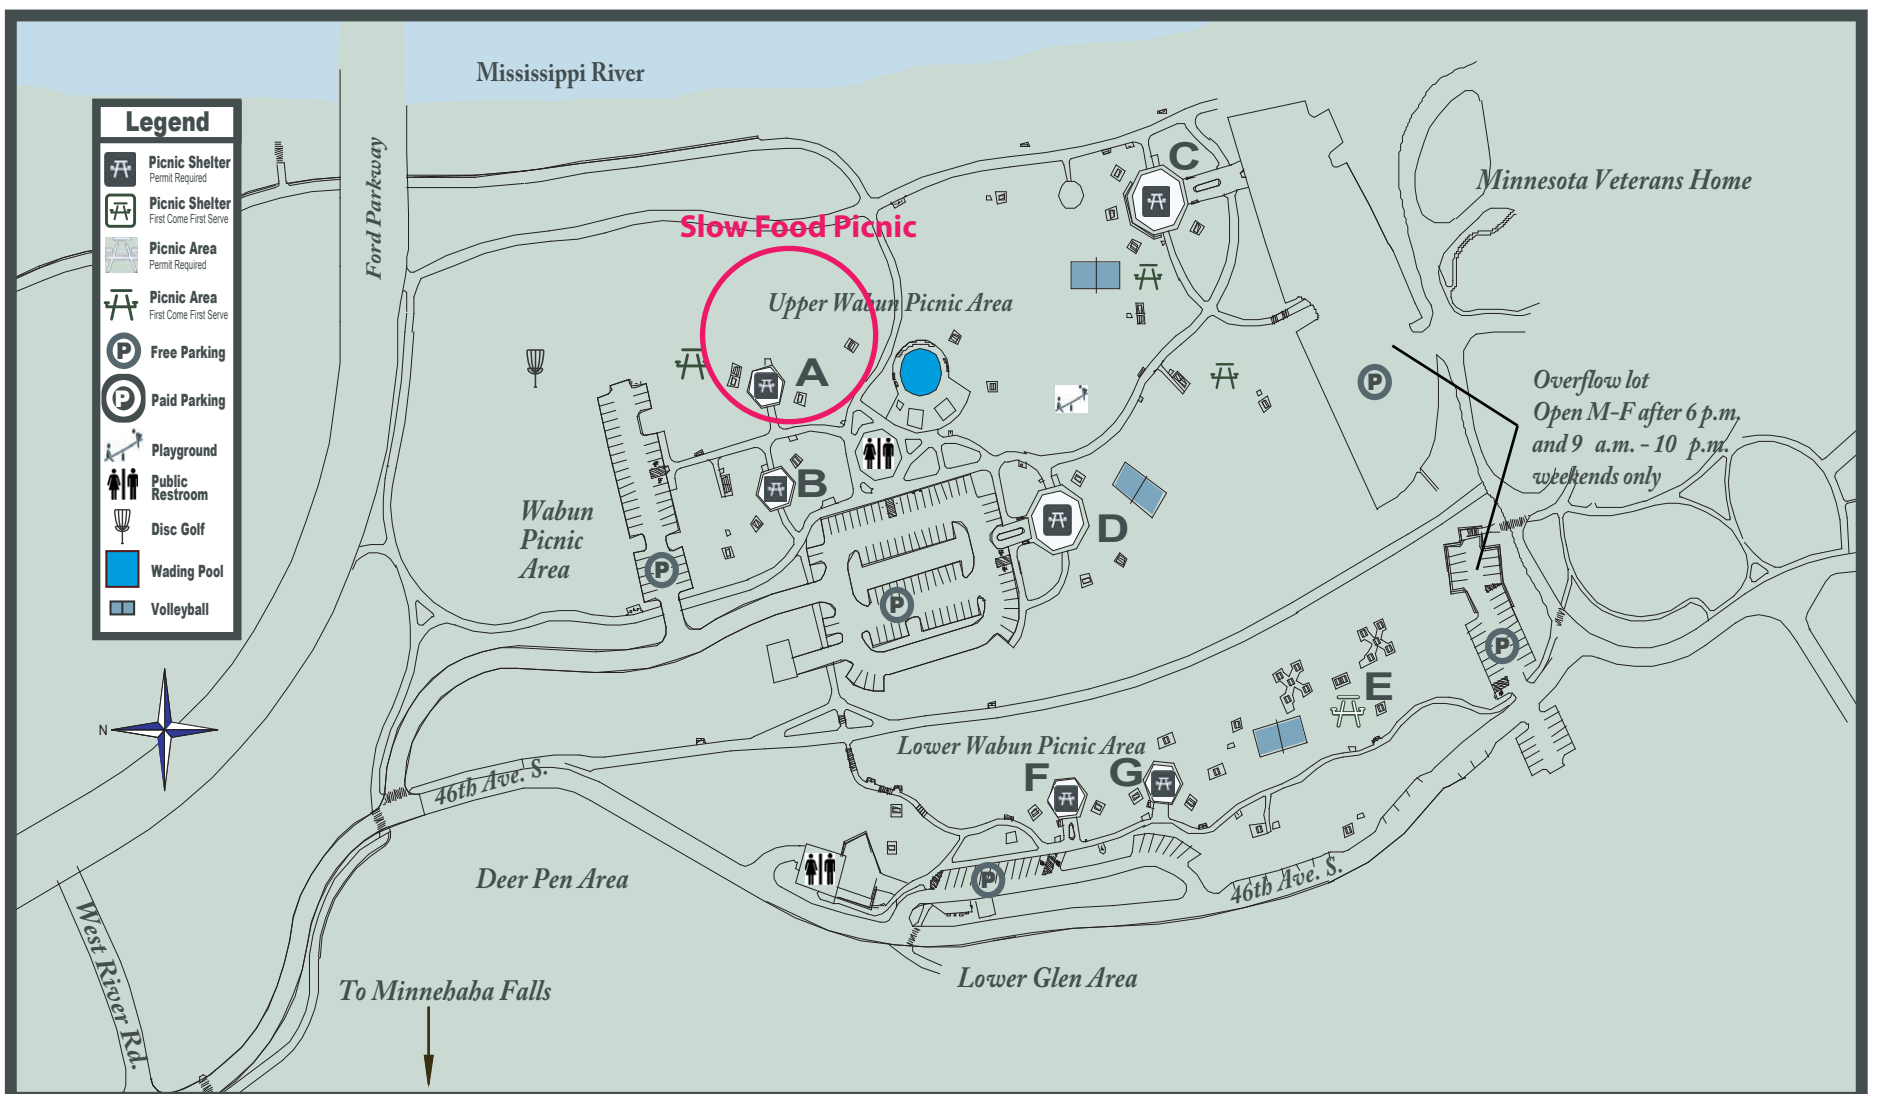 Mississippi River
Legend
Picnic Shelter
Permit Required
Picnic Shelter
First Come First Serve
Picnic Area
Permit Required
Picnic Area
First Come First Serve
P
Free Parking
P
Paid Parking
Playground
Public
Restroom
Disc Golf
Wading Pool
Volleyball
Ford Parkway
Slow Food Picnic
Upper Wabun Picnic Area
A
B
C
D
Minnesota Veterans Home
P
Overflow lot
Open M-F after 6 p.m.
and 9 a.m. - 10 p.m.
weekends only
Wabun
Picnic
Area
P
P
P
E
N
Lower Wabun Picnic Area
F
G
46th Ave. S.
P
46th Ave. S.
Deer Pen Area
West River Rd.
To Minnehaha Falls
Lower Glen Area